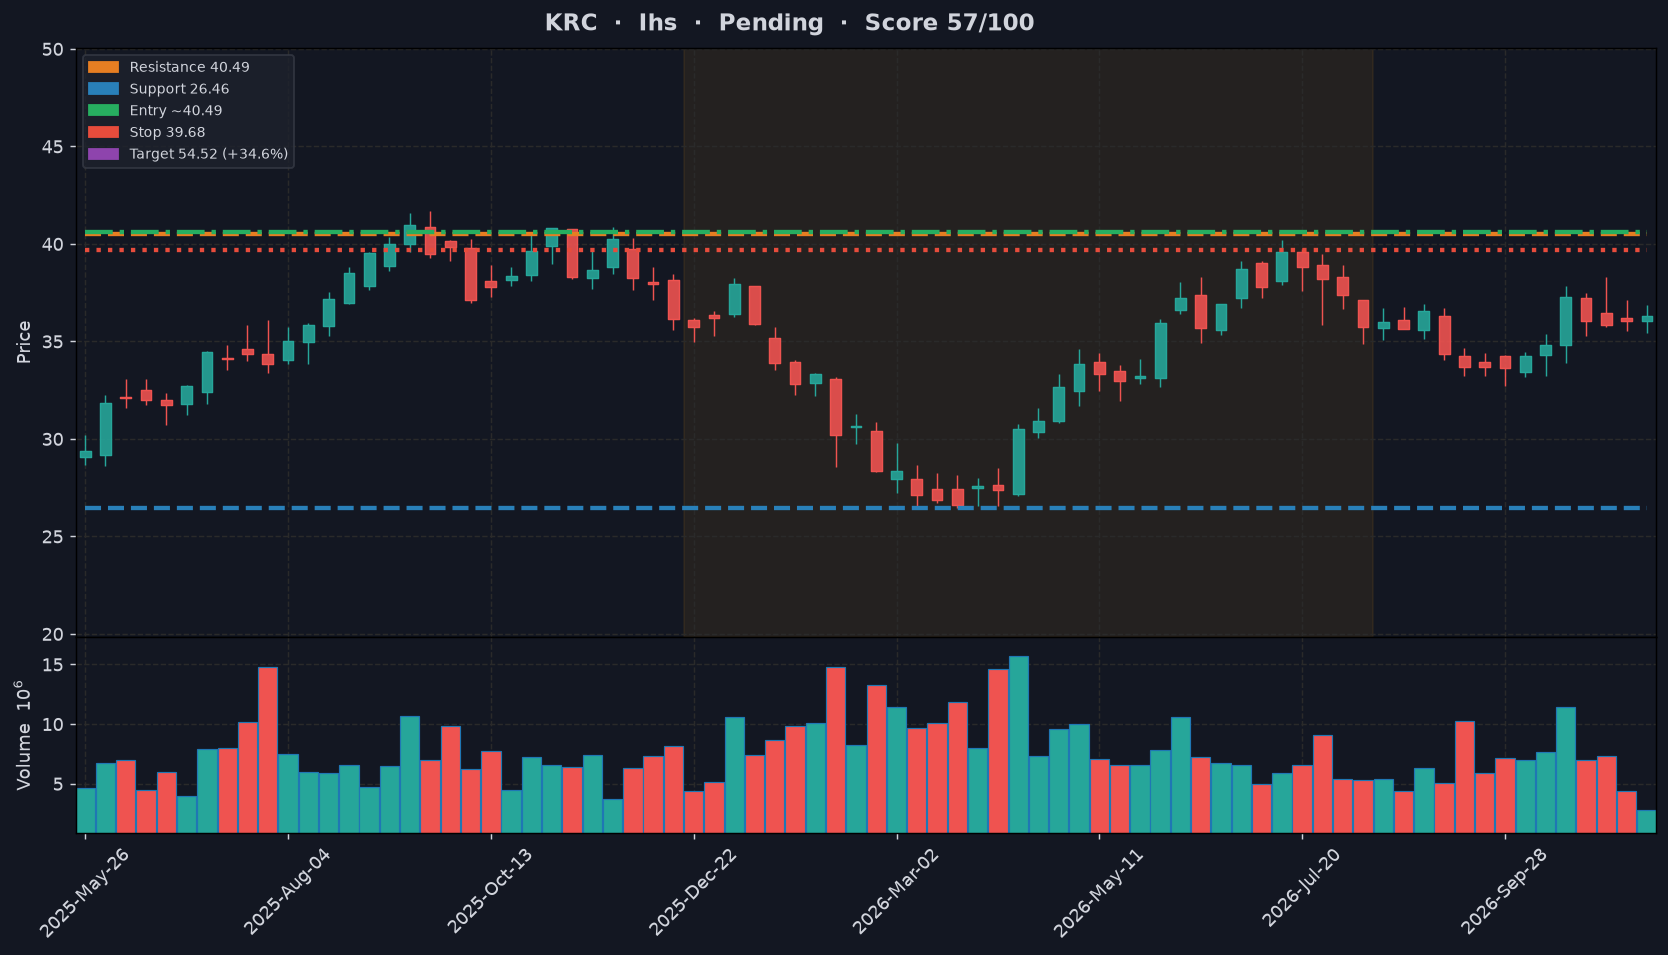 KRC · Ihs · Pending · Score 57/100
Resistance 40.49
Support 26.46
Entry ~40.49
Stop 39.68
Target 54.52 (+34.6%)
Price
50
45
40
35
30
25
20
Volume 10⁶
15
10
5
2025-May-26
2025-Aug-04
2025-Oct-13
2025-Dec-22
2026-Mar-02
2026-May-11
2026-Jul-20
2026-Sep-28